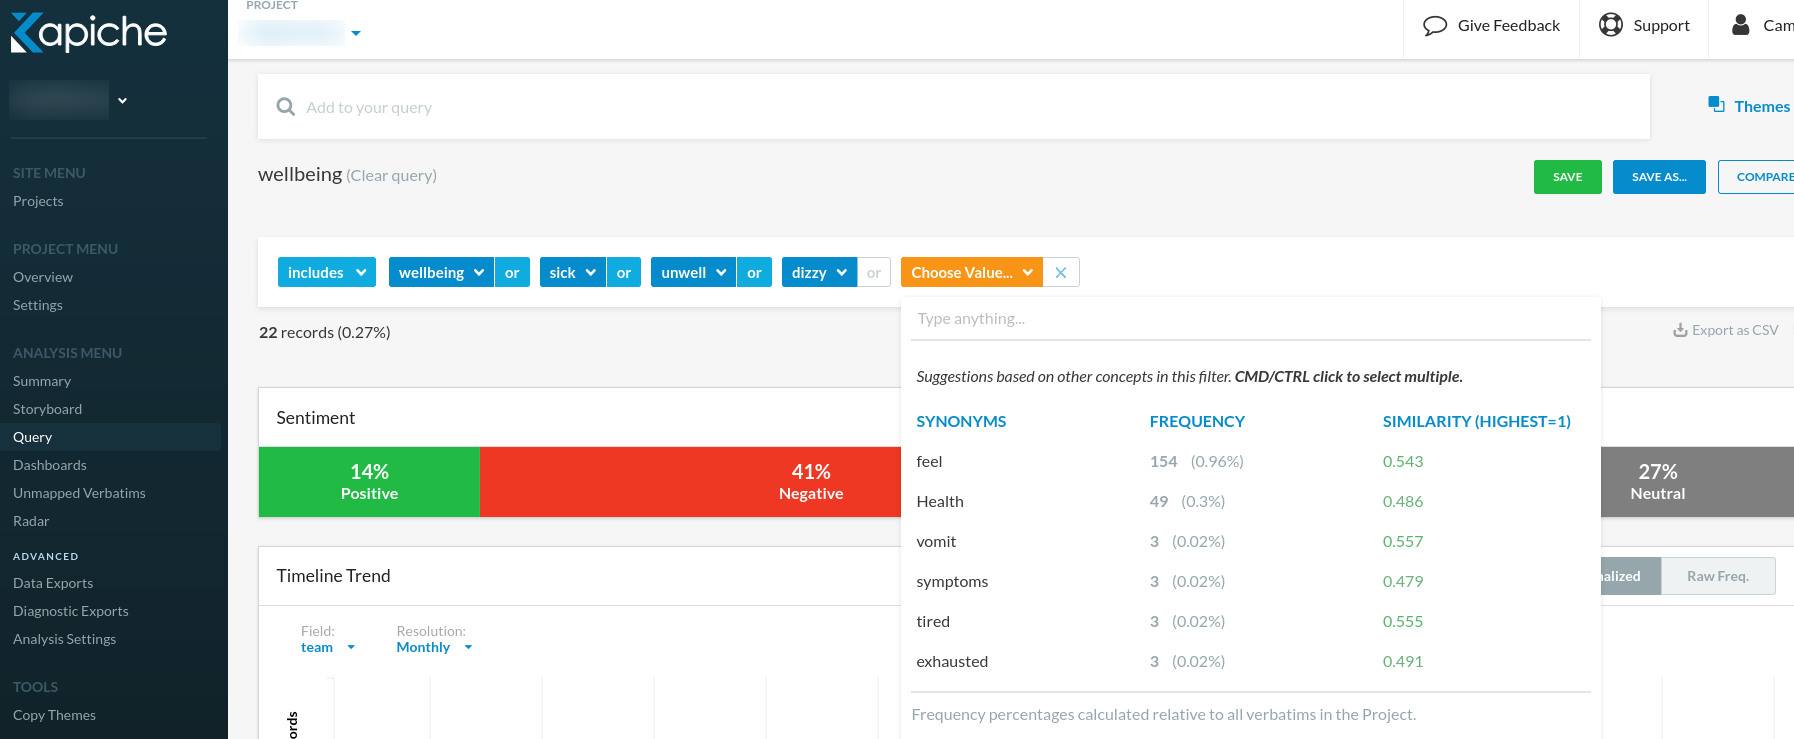 Kapiche
SITE MENU
Projects
PROJECT MENU
Overview
Settings
ANALYSIS MENU
Summary
Storyboard
Query
Dashboards
Unmapped Verbatims
Radar
ADVANCED
Data Exports
Diagnostic Exports
Analysis Settings
TOOLS
Copy Themes
PROJECT
Give Feedback
Support
Cam
Add to your query
Themes
wellbeing (Clear query)
SAVE
SAVE AS...
COMPARE
includes wellbeing or sick or unwell or dizzy or Choose Value...
22 records (0.27%)
Export as CSV
Type anything...
Suggestions based on other concepts in this filter. CMD/CTRL click to select multiple.
SYNONYMS FREQUENCY SIMILARITY (HIGHEST=1)
feel 154 (0.96%) 0.543
Health 49 (0.3%) 0.486
vomit 3 (0.02%) 0.557
symptoms 3 (0.02%) 0.479
tired 3 (0.02%) 0.555
exhausted 3 (0.02%) 0.491
Frequency percentages calculated relative to all verbatims in the Project.
Sentiment
14%
Positive
41%
Negative
27%
Neutral
Timeline Trend
nalized
Raw Freq.
Field:
team
Resolution:
Monthly
ords